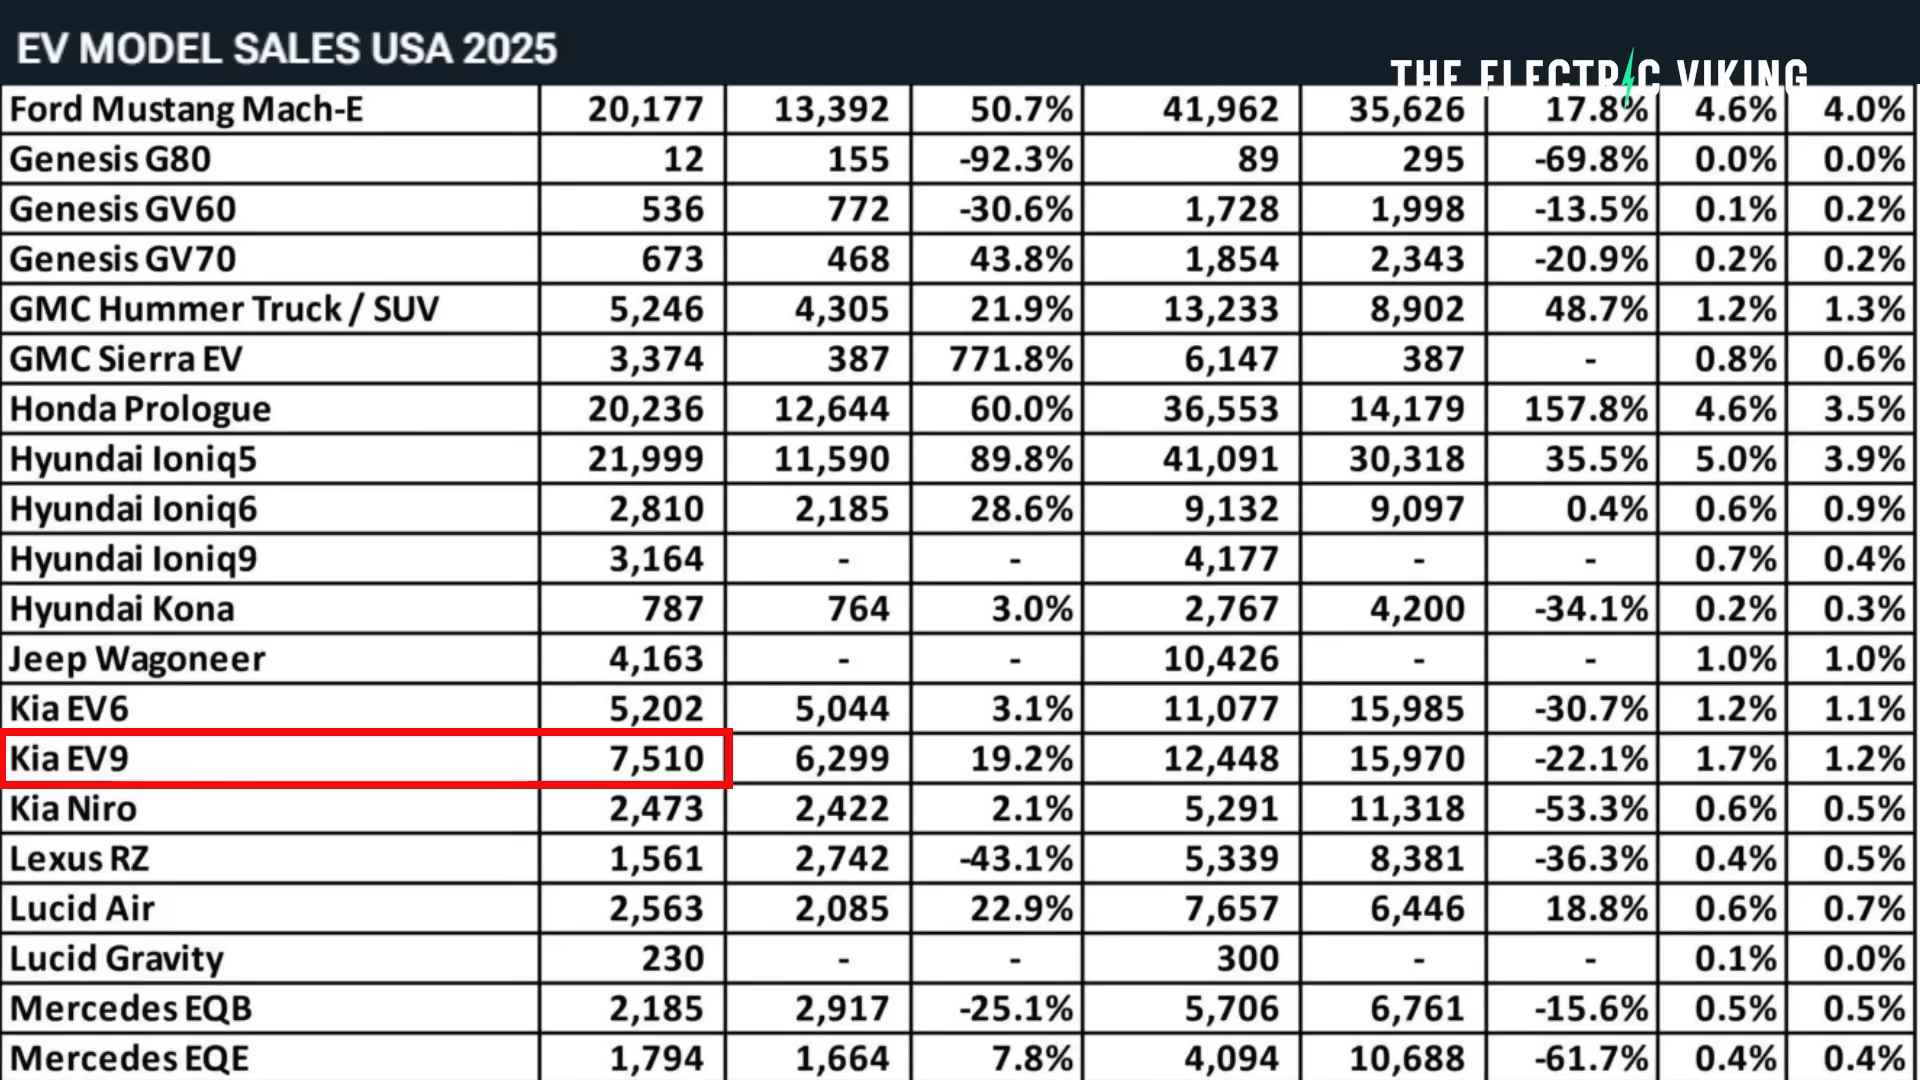 EV MODEL SALES USA 2025
THE ELECTRIC VIKING
Ford Mustang Mach-E 20,177 13,392 50.7% 41,962 35,626 17.8% 4.6% 4.0%
Genesis G80 12 155 -92.3% 89 295 -69.8% 0.0% 0.0%
Genesis GV60 536 772 -30.6% 1,728 1,998 -13.5% 0.1% 0.2%
Genesis GV70 673 468 43.8% 1,854 2,343 -20.9% 0.2% 0.2%
GMC Hummer Truck / SUV 5,246 4,305 21.9% 13,233 8,902 48.7% 1.2% 1.3%
GMC Sierra EV 3,374 387 771.8% 6,147 387 - 0.8% 0.6%
Honda Prologue 20,236 12,644 60.0% 36,553 14,179 157.8% 4.6% 3.5%
Hyundai Ioniq5 21,999 11,590 89.8% 41,091 30,318 35.5% 5.0% 3.9%
Hyundai Ioniq6 2,810 2,185 28.6% 9,132 9,097 0.4% 0.6% 0.9%
Hyundai Ioniq9 3,164 - - 4,177 - - 0.7% 0.4%
Hyundai Kona 787 764 3.0% 2,767 4,200 -34.1% 0.2% 0.3%
Jeep Wagoneer 4,163 - - 10,426 - - 1.0% 1.0%
Kia EV6 5,202 5,044 3.1% 11,077 15,985 -30.7% 1.2% 1.1%
Kia EV9 7,510 6,299 19.2% 12,448 15,970 -22.1% 1.7% 1.2%
Kia Niro 2,473 2,422 2.1% 5,291 11,318 -53.3% 0.6% 0.5%
Lexus RZ 1,561 2,742 -43.1% 5,339 8,381 -36.3% 0.4% 0.5%
Lucid Air 2,563 2,085 22.9% 7,657 6,446 18.8% 0.6% 0.7%
Lucid Gravity 230 - - 300 - - 0.1% 0.0%
Mercedes EQB 2,185 2,917 -25.1% 5,706 6,761 -15.6% 0.5% 0.5%
Mercedes EQE 1,794 1,664 7.8% 4,094 10,688 -61.7% 0.4% 0.4%